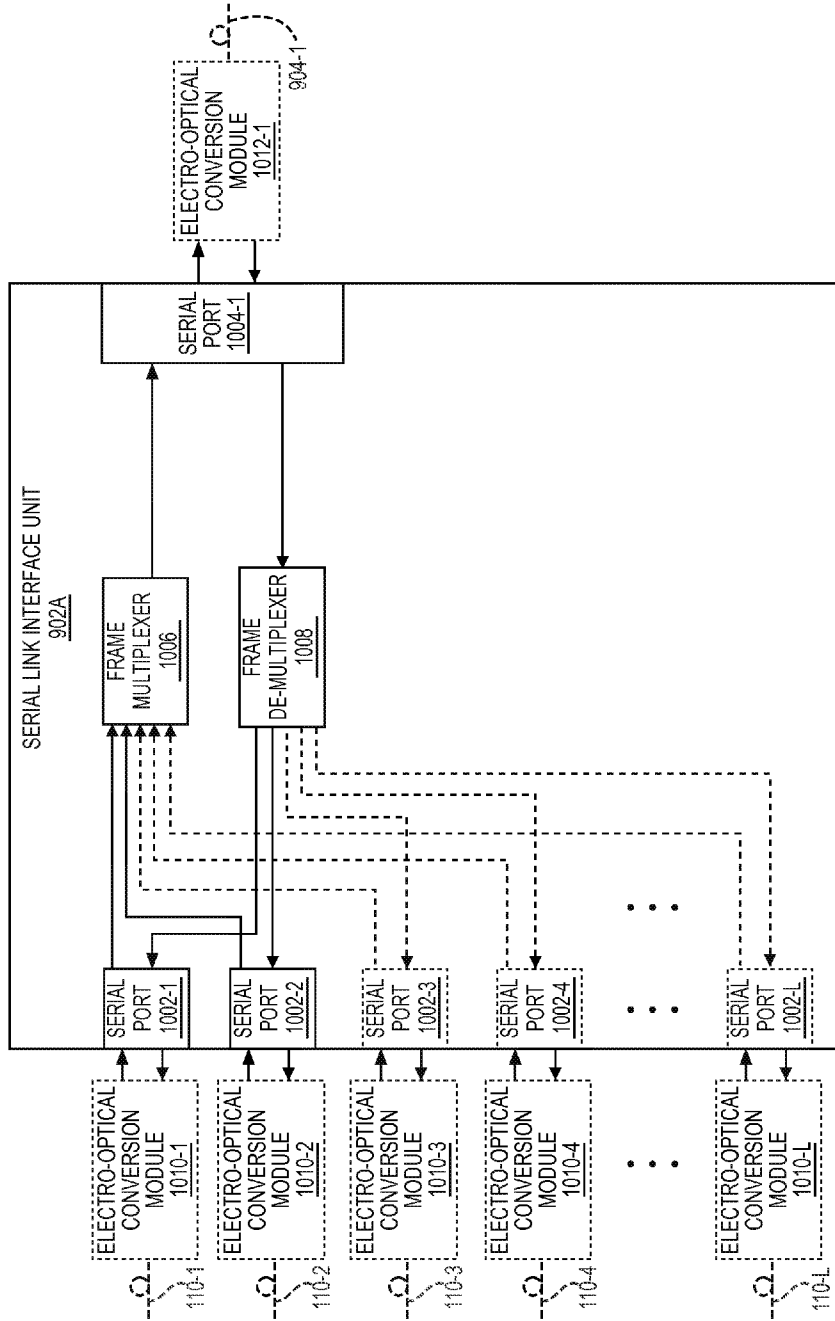 SERIAL LINK INTERFACE UNIT
902A
ELECTRO-OPTICAL
CONVERSION
MODULE
1012-1
904-1
SERIAL
PORT
1004-1
FRAME
MULTIPLEXER
1006
FRAME
DE-MULTIPLEXER
1008
SERIAL
PORT
1002-1
SERIAL
PORT
1002-2
SERIAL
PORT
1002-3
SERIAL
PORT
1002-4
SERIAL
PORT
1002-L
ELECTRO-OPTICAL
CONVERSION
MODULE
1010-1
ELECTRO-OPTICAL
CONVERSION
MODULE
1010-2
ELECTRO-OPTICAL
CONVERSION
MODULE
1010-3
ELECTRO-OPTICAL
CONVERSION
MODULE
1010-4
ELECTRO-OPTICAL
CONVERSION
MODULE
1010-L
110-1
110-2
110-3
110-4
110-L